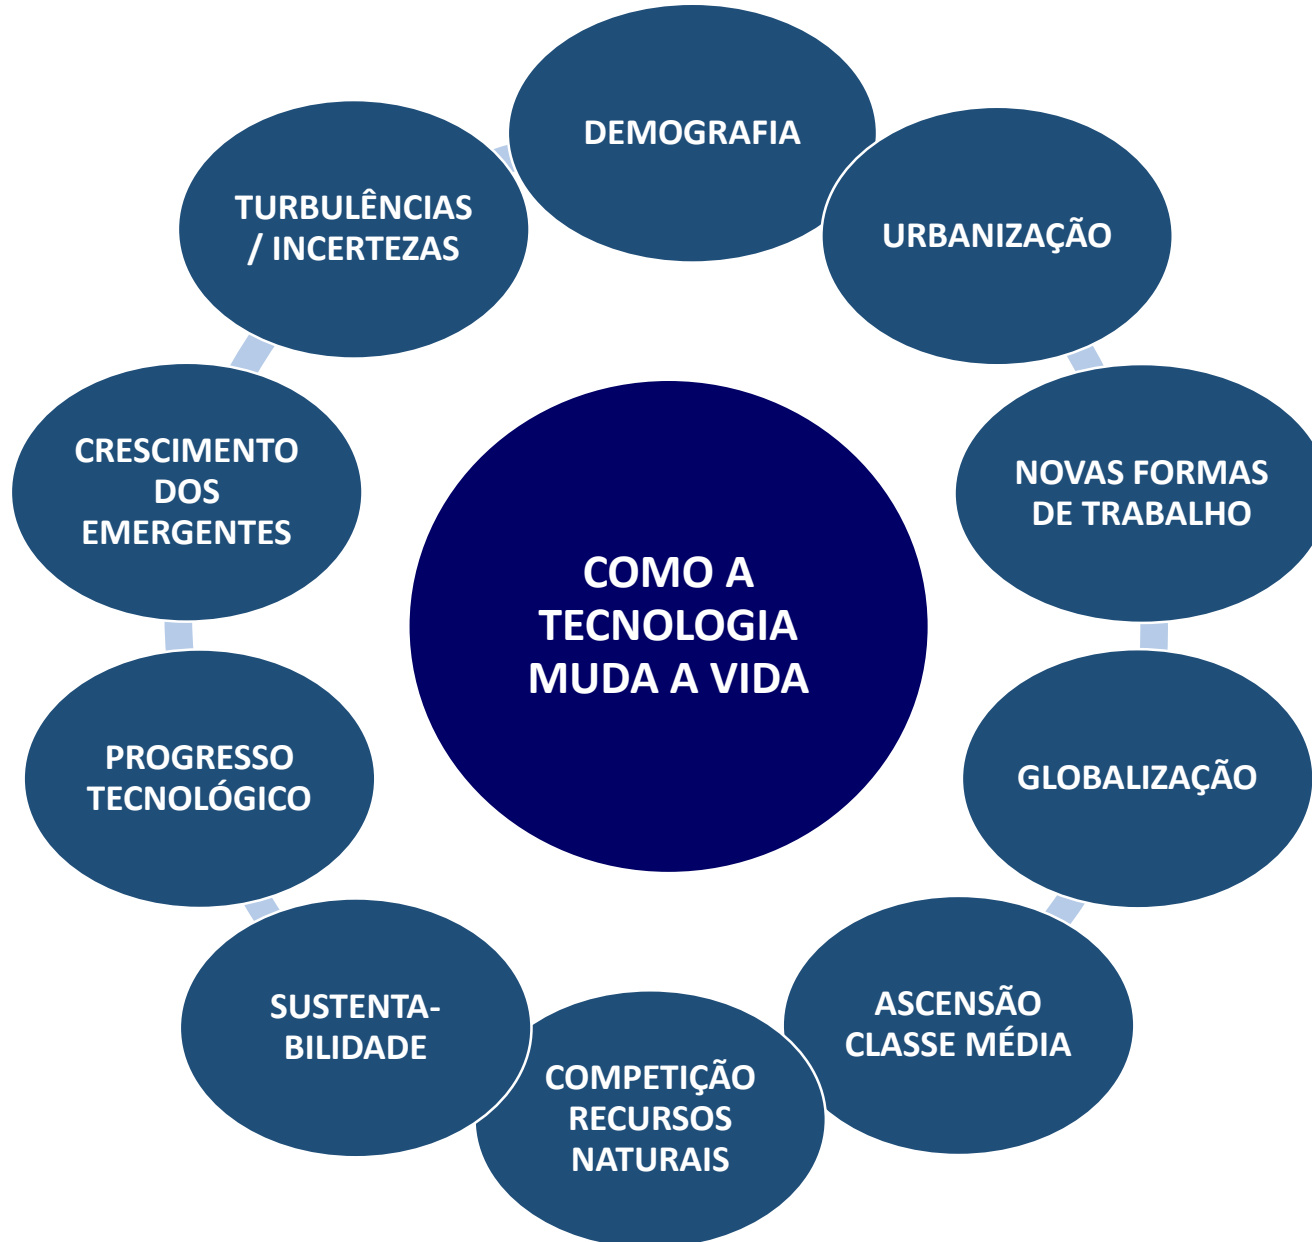 DEMOGRAFIA
URBANIZAÇÃO
NOVAS FORMAS
DE TRABALHO
GLOBALIZAÇÃO
ASCENSÃO
CLASSE MÉDIA
COMPETIÇÃO
RECURSOS
NATURAIS
SUSTENTA-
BILIDADE
PROGRESSO
TECNOLÓGICO
CRESCIMENTO
DOS
EMERGENTES
TURBULÊNCIAS
/ INCERTEZAS
COMO A
TECNOLOGIA
MUDA A VIDA